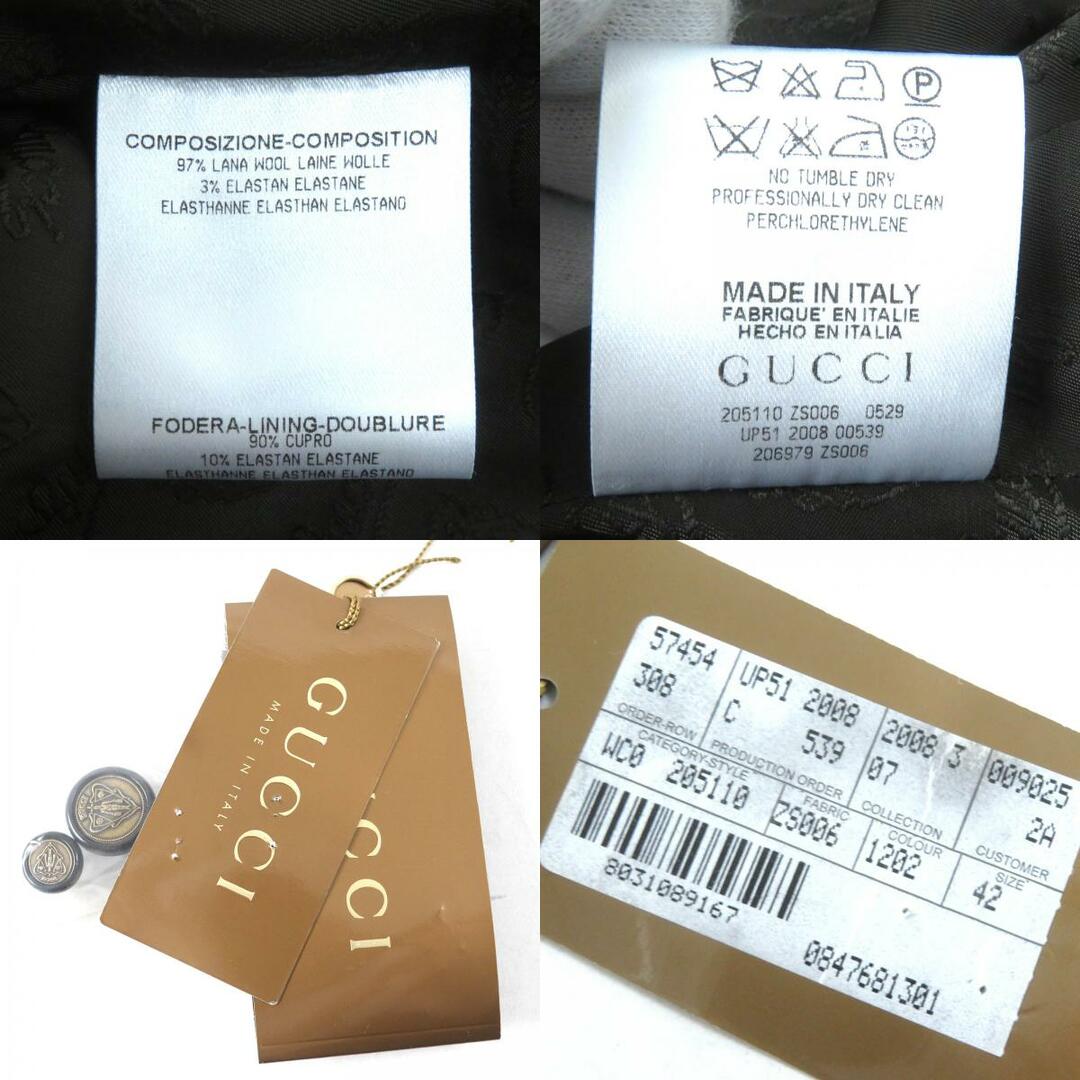 COMPOSIZIONE-COMPOSITION
97% LANA WOOL LAINE WOLLE
3% ELASTAN ELASTANE
ELASTHANNE ELASTHAN ELASTANO
FODERA-LINING-DOUBLURE
90% CUPRO
10% ELASTAN ELASTANE
ELASTHANNE ELASTHAN ELASTANO
P
NO TUMBLE DRY
PROFESSIONALLY DRY CLEAN
PERCHLORETHYLENE
MADE IN ITALY
FABRIQUE' EN ITALIE
HECHO EN ITALIA
GUCCI
205110 ZS006 0529
UP51 2008 00539
206979 ZS006
GUCCI
MADE IN ITALY
CCI
57454
308
ORDER-ROW
UP51 2008
C 539
PRODUCTION ORDER
2008 3
07
COLLECTION
009025
2A
CUSTOMER
CATEGORY-STYLE
WC0 205110
FABRIC
ZS006
COLOUR
1202
SIZE
42
8031089167
0847681301